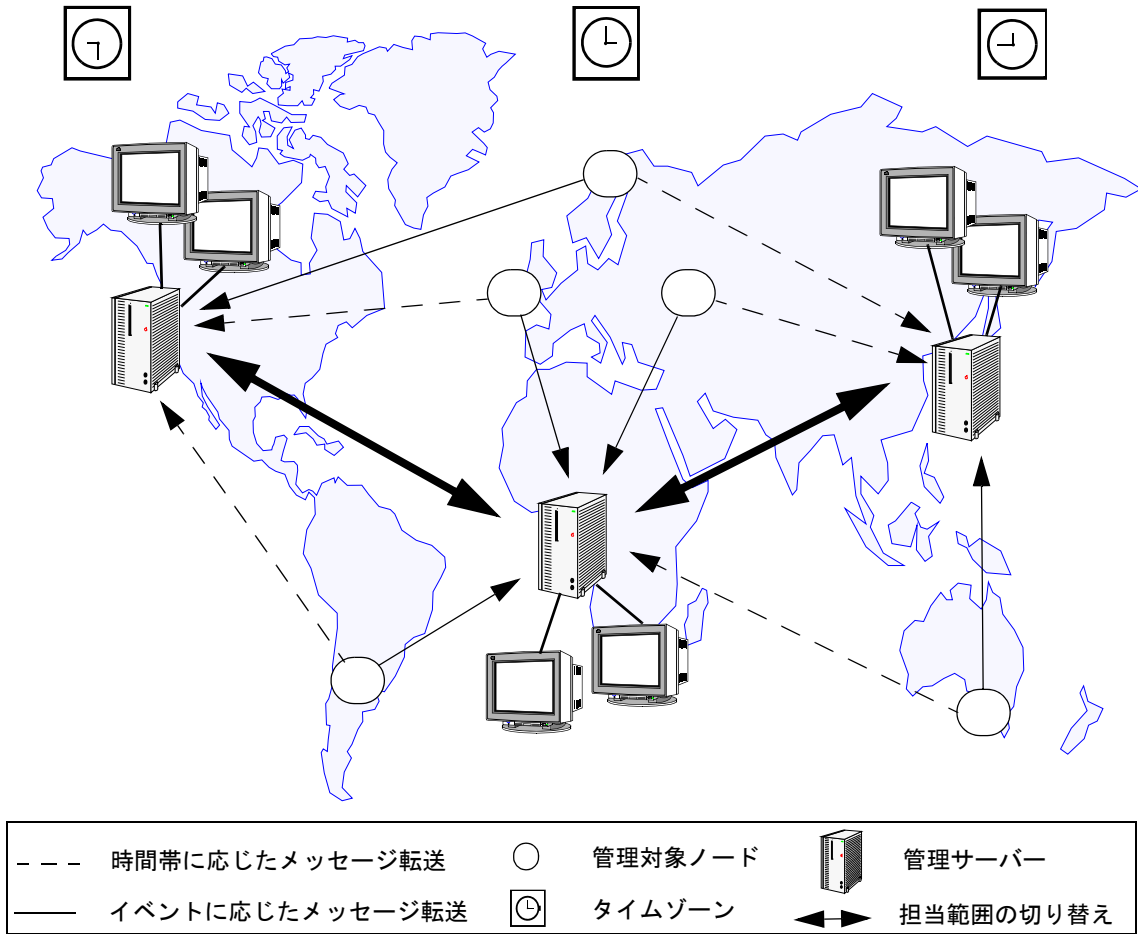 時間帯に応じたメッセージ転送
管理対象ノード
管理サーバー
イベントに応じたメッセージ転送
タイムゾーン
担当範囲の切り替え